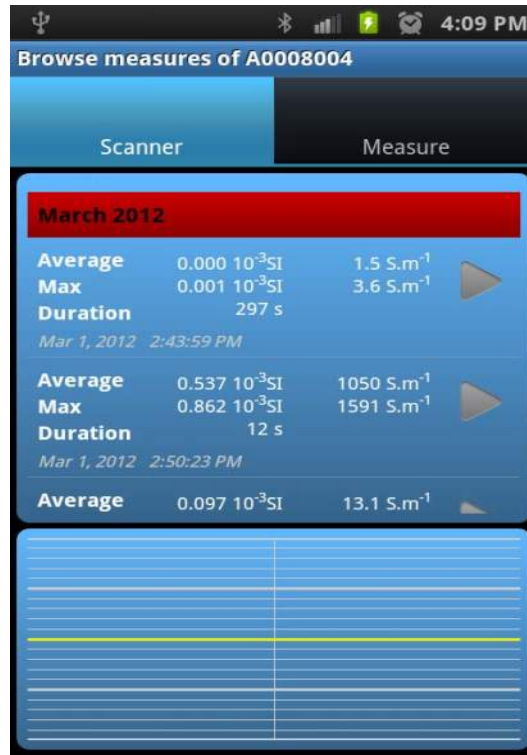 4:09 PM
Browse measures of A0008004
Scanner Measure
March 2012
Average 0.000 10⁻³SI 1.5 S.m⁻¹
Max 0.001 10⁻³SI 3.6 S.m⁻¹
Duration 297 s
Mar 1, 2012 2:43:59 PM
Average 0.537 10⁻³SI 1050 S.m⁻¹
Max 0.862 10⁻³SI 1591 S.m⁻¹
Duration 12 s
Mar 1, 2012 2:50:23 PM
Average 0.097 10⁻³SI 13.1 S.m⁻¹